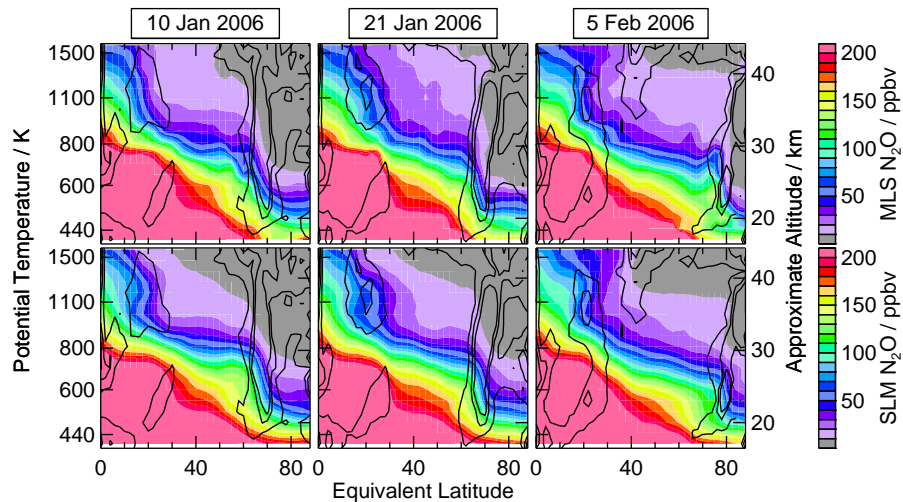 10 Jan 2006 21 Jan 2006 5 Feb 2006
1500 40 200
1100 150
800 30 100
600 50
440 20
1500 40 200
1100 150
800 30 100
600 50
440 20
0 40 80 0 40 80 0 40 80
Equivalent Latitude
Potential Temperature / K
Approximate Altitude / km
MLS N₂O / ppbv
SLM N₂O / ppbv